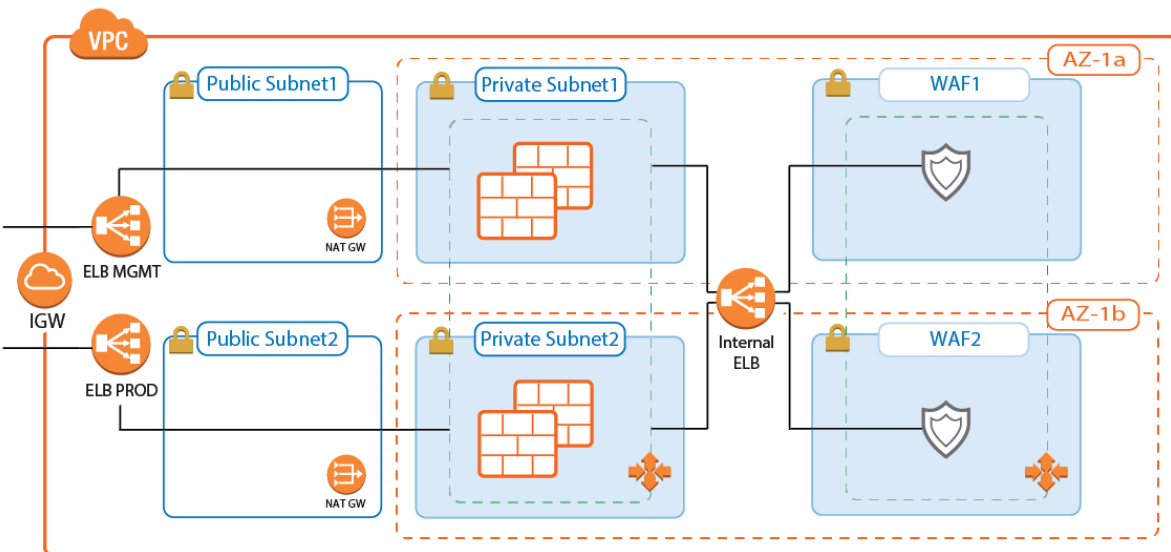 VPC
AZ-1a
Public Subnet1
Private Subnet1
WAF1
NAT GW
ELB MGMT
IGW
AZ-1b
Public Subnet2
Private Subnet2
WAF2
Internal
ELB
ELB PROD
NAT GW